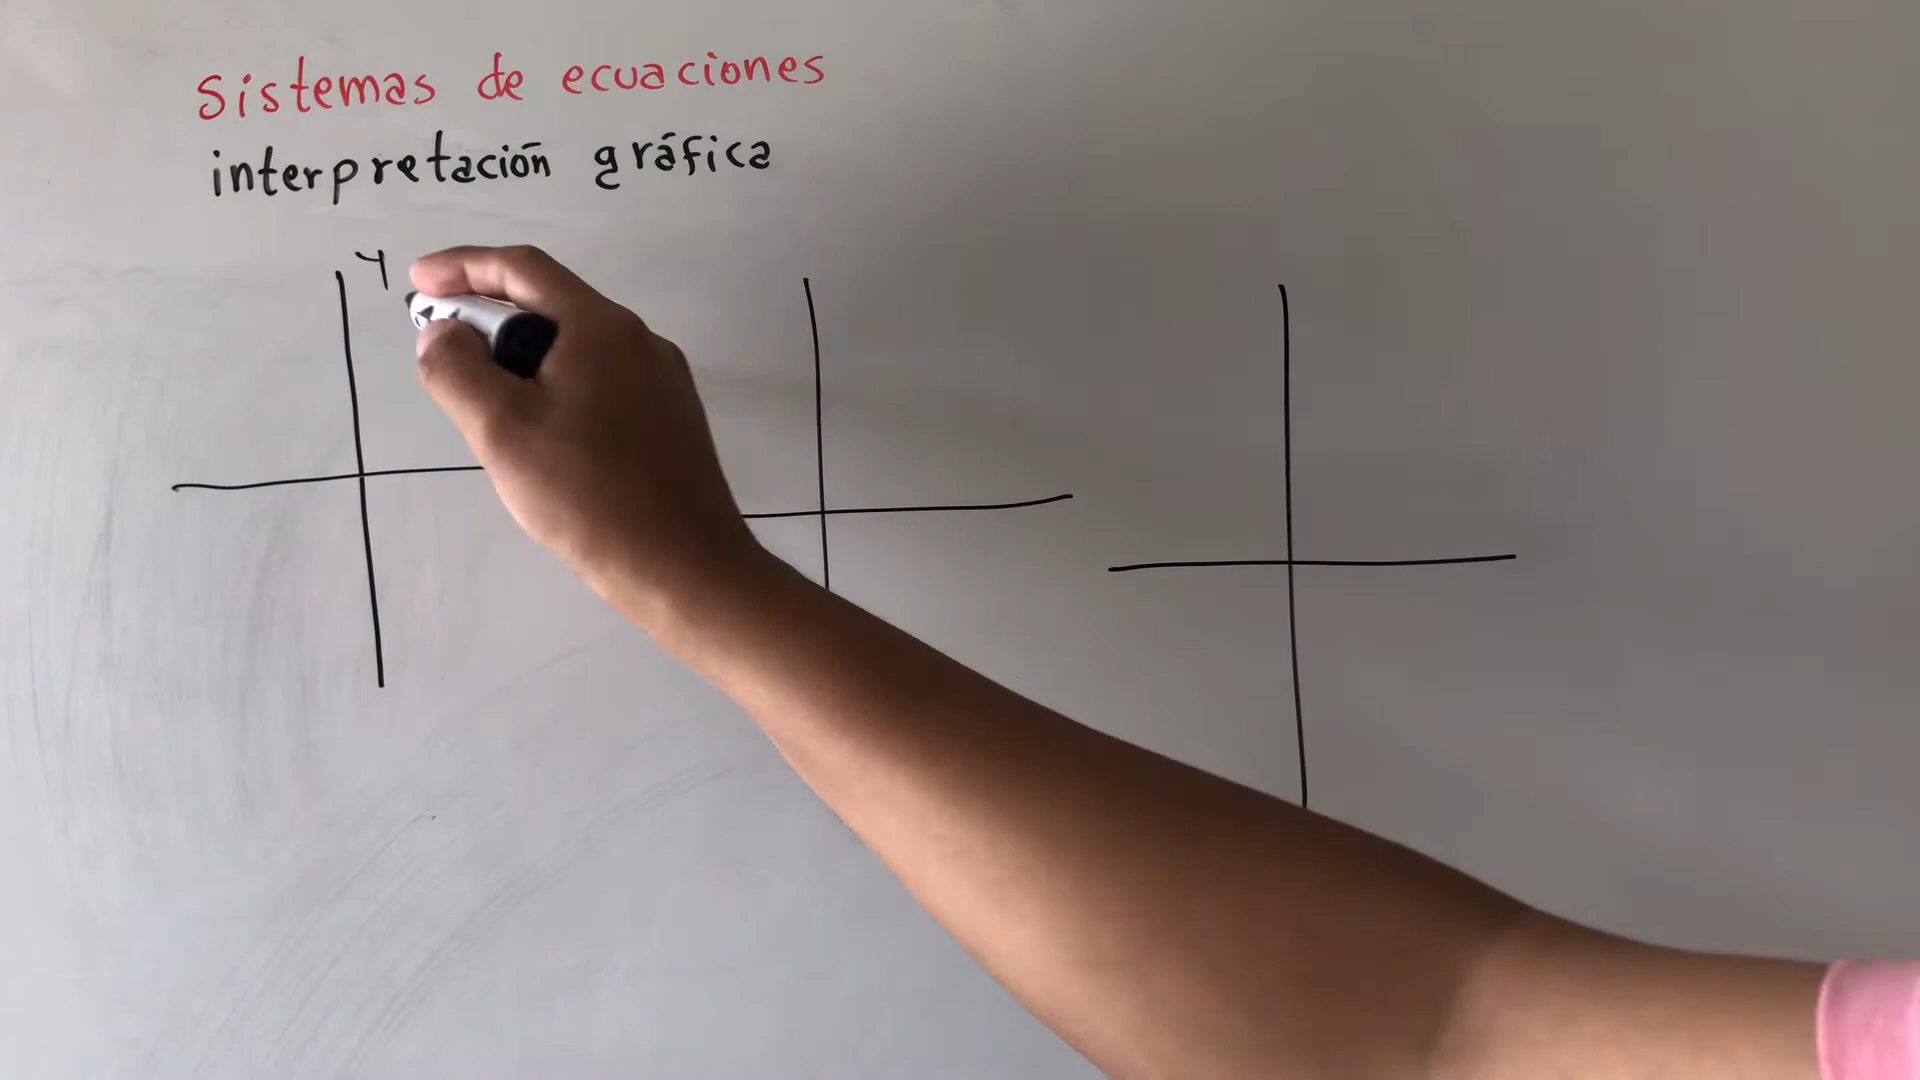 Sistemas de ecuaciones
interpretación gráfica
y